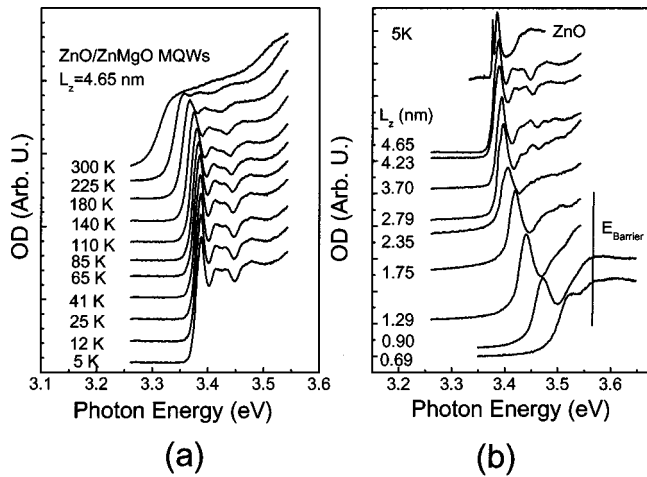 ZnO/ZnMgO MQWs
L_z=4.65 nm
300 K
225 K
180 K
140 K
110 K
85 K
65 K
41 K
25 K
12 K
5 K
OD (Arb. U.)
3.1 3.2 3.3 3.4 3.5 3.6
Photon Energy (eV)
(a)
5K
ZnO
L_z (nm)
4.65
4.23
3.70
2.79
2.35
1.75
1.29
0.90
0.69
E_Barrier
OD (Arb. U.)
3.2 3.3 3.4 3.5 3.6
Photon Energy (eV)
(b)